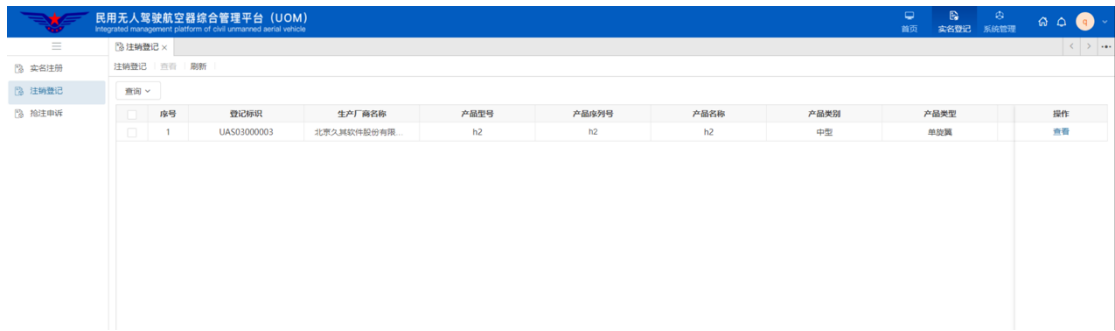 民用无人驾驶航空器综合管理平台（UOM）
Integrated management platform of civil unmanned aerial vehicle
首页 实名登记 系统管理 q
注销登记 ×
实名注册
注销登记 查看 刷新
注销登记
查询
抢注申诉
序号 登记标识 生产厂商名称 产品型号 产品序列号 产品名称 产品类别 产品类型 操作
1 UAS03000003 北京久其软件股份有限... h2 h2 h2 中型 单旋翼 查看